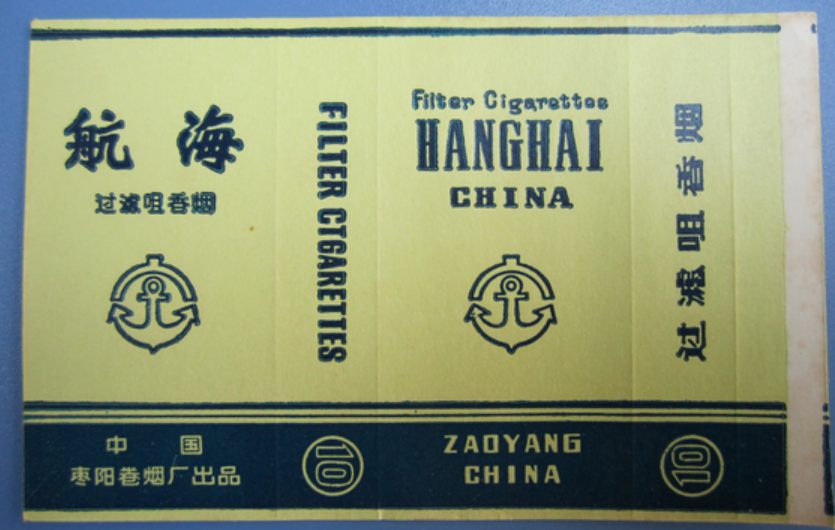 航 海
过滤咀香烟
中 国
枣阳卷烟厂出品
FILTER CTGARETTES
10
Filter Cigarettes
HANGHAI
CHINA
ZAOYANG
CHINA
过滤咀香烟
10